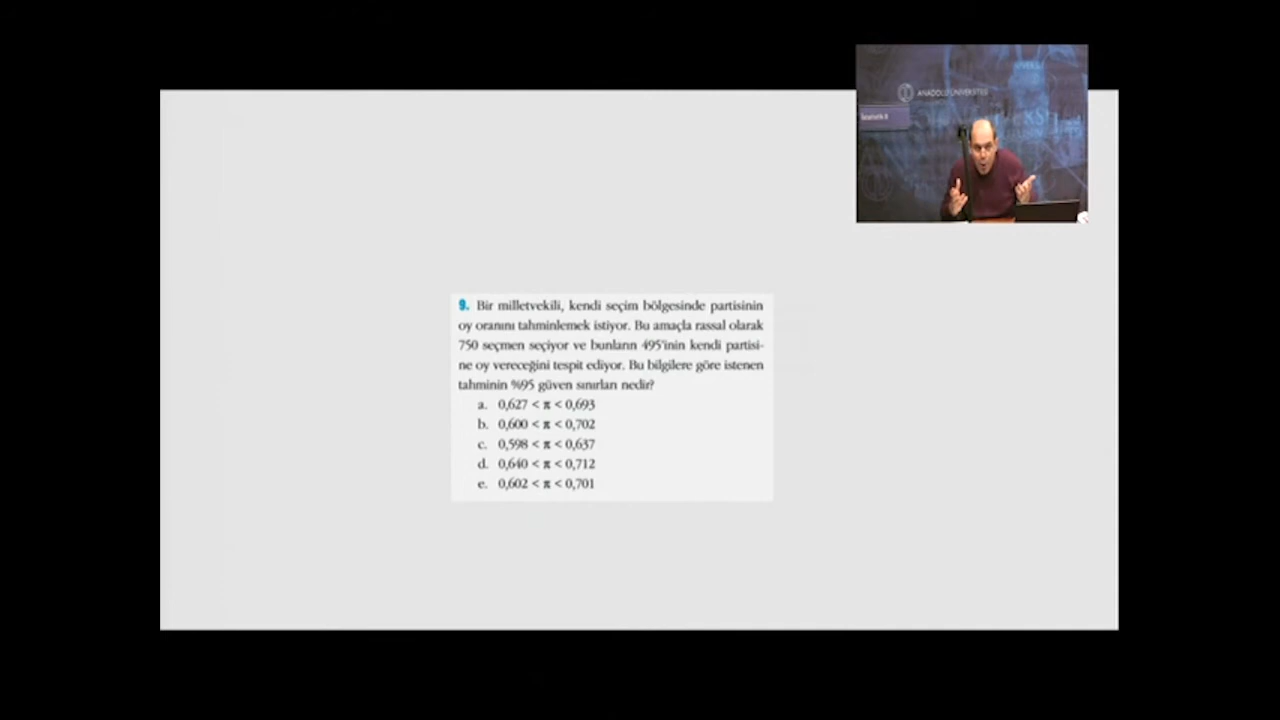 ANADOLU ÜNİVERSİTESİ
İstatistik II
9. Bir milletvekili, kendi seçim bölgesinde partisinin
oy oranını tahminlemek istiyor. Bu amaçla rassal olarak
750 seçmen seçiyor ve bunların 495'inin kendi partisi-
ne oy vereceğini tespit ediyor. Bu bilgilere göre istenen
tahminin %95 güven sınırları nedir?
a. 0,627 < π < 0,693
b. 0,600 < π < 0,702
c. 0,598 < π < 0,637
d. 0,640 < π < 0,712
e. 0,602 < π < 0,701